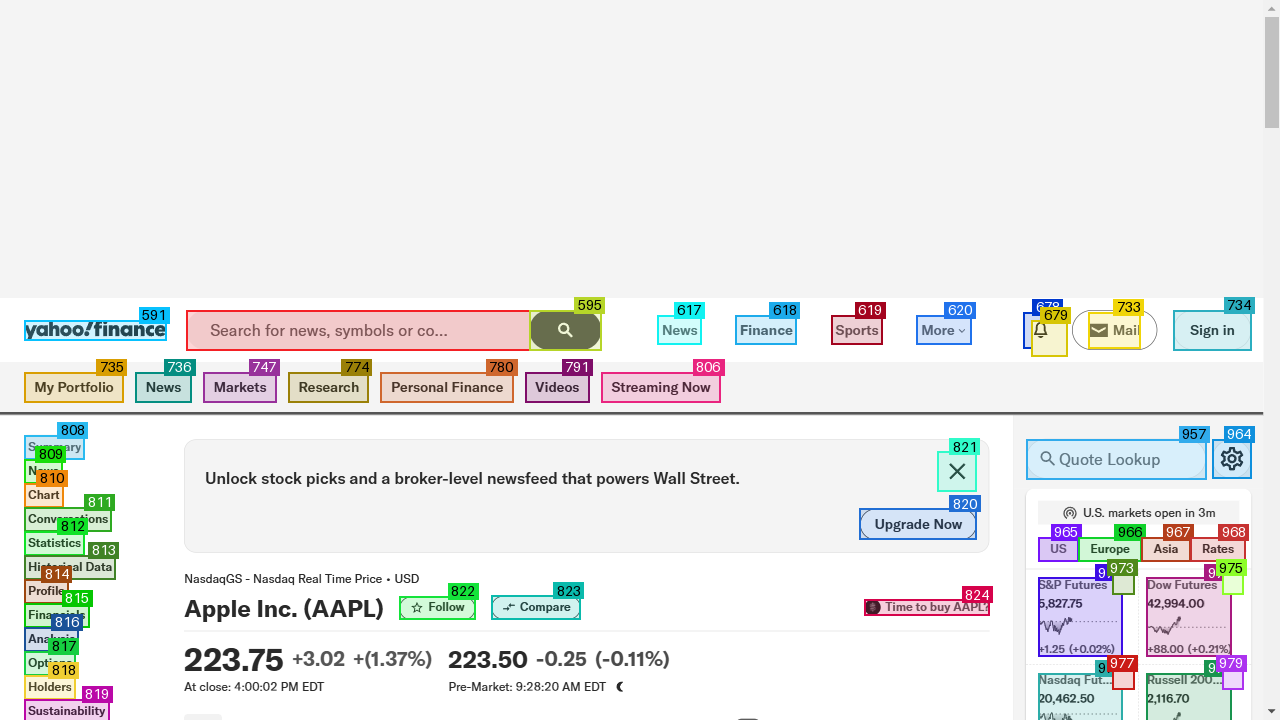 591
595
617
618
619
620
678
679
733
734
yahoo!finance
Search for news, symbols or co...
News
Finance
Sports
More
Mail
Sign in
735
736
747
774
780
791
806
My Portfolio
News
Markets
Research
Personal Finance
Videos
Streaming Now
808
Summary
809
News
810
Chart
811
Conversations
812
Statistics
813
Historical Data
814
Profile
815
Financials
816
Analysis
817
Options
818
Holders
819
Sustainability
821
Unlock stock picks and a broker-level newsfeed that powers Wall Street.
820
Upgrade Now
NasdaqGS - Nasdaq Real Time Price • USD
822
823
824
Apple Inc. (AAPL)
Follow
Compare
Time to buy AAPL?
223.75 +3.02 +(1.37%)
223.50 -0.25 (-0.11%)
At close: 4:00:02 PM EDT
Pre-Market: 9:28:20 AM EDT
957
964
Quote Lookup
U.S. markets open in 3m
965
966
967
968
US
Europe
Asia
Rates
973
975
S&P Futures
5,827.75
+1.25 (+0.02%)
Dow Futures
42,994.00
+88.00 (+0.21%)
977
979
Nasdaq Fut...
20,462.50
Russell 200...
2,116.70